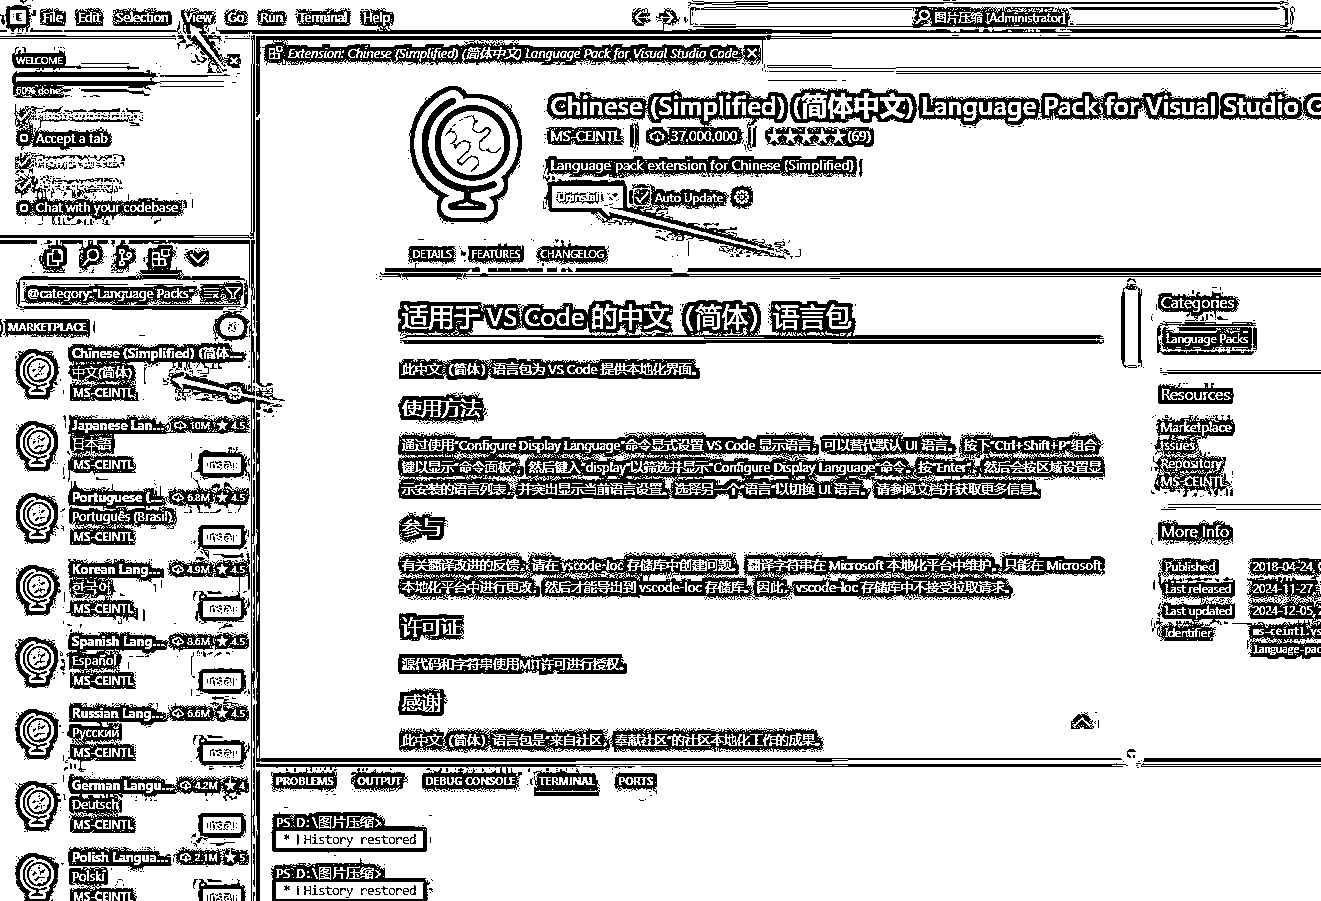 File Edit Selection View Go Run Terminal Help
图片压缩 [Administrator]
WELCOME
60% done
Accept a tab
Chat with your codebase
@category:"Language Packs"
MARKETPLACE
Chinese (Simplified) (简体...
中文(简体)
MS-CEINTL
Japanese Lan... 10M 4.5
日本語
MS-CEINTL
Install
Portuguese (... 6.8M 4.5
Português (Brasil)
MS-CEINTL
Install
Korean Lang... 4.9M 4.5
한국어
MS-CEINTL
Install
Spanish Lang... 8.6M 4.5
Español
MS-CEINTL
Install
Russian Lang... 6.6M 4.5
Русский
MS-CEINTL
Install
German Langu... 4.2M 4
Deutsch
MS-CEINTL
Install
Polish Langua... 2.1M 5
Polski
MS-CEINTL
Install
Extension: Chinese (Simplified) (简体中文) Language Pack for Visual Studio Code
Chinese (Simplified) (简体中文) Language Pack for Visual Studio C
MS-CEINTL 37,000,000 (69)
Language pack extension for Chinese (Simplified)
Uninstall Auto Update
DETAILS FEATURES CHANGELOG
适用于 VS Code 的中文（简体）语言包
此中文（简体）语言包为 VS Code 提供本地化界面。
使用方法
通过使用“Configure Display Language”命令显式设置 VS Code 显示语言，可以替代默认 UI 语言。 按下“Ctrl+Shift+P”组合
键以显示“命令面板”，然后键入“display”以筛选并显示“Configure Display Language”命令。按“Enter”，然后会按区域设置显
示安装的语言列表，并突出显示当前语言设置。选择另一个“语言”以切换 UI 语言。请参阅文档并获取更多信息。
参与
有关翻译改进的反馈，请在 vscode-loc 存储库中创建问题。 翻译字符串在 Microsoft 本地化平台中维护。只能在 Microsoft
本地化平台中进行更改，然后才能导出到 vscode-loc 存储库。因此，vscode-loc 存储库中不接受拉取请求。
许可证
源代码和字符串使用MIT许可进行授权。
感谢
此中文（简体）语言包是“来自社区，奉献社区”的社区本地化工作的成果。
Categories
Language Packs
Resources
Marketplace
Issues
Repository
MS-CEINTL
More Info
Published 2018-04-24,
Last released 2024-11-27,
Last updated 2024-12-05,
Identifier ms-ceintl.vs
language-pac
PROBLEMS OUTPUT DEBUG CONSOLE TERMINAL PORTS
PS D:\图片压缩>
* History restored
PS D:\图片压缩>
* History restored